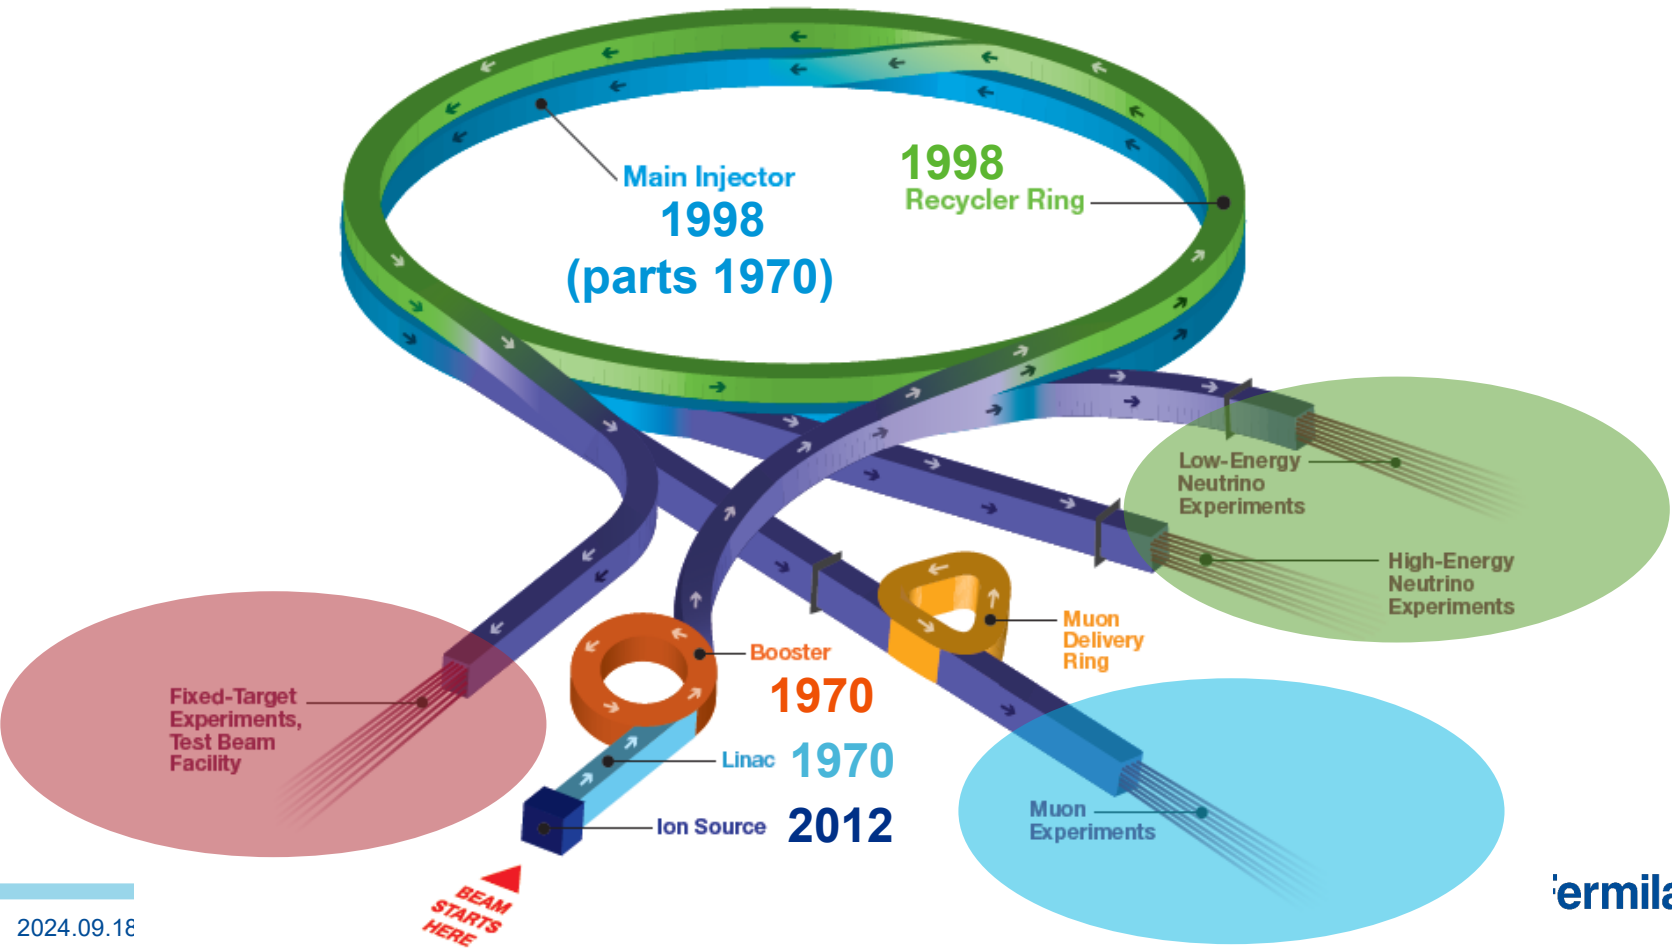 Main Injector
1998
(parts 1970)
1998
Recycler Ring
Low-Energy
Neutrino
Experiments
High-Energy
Neutrino
Experiments
Muon
Delivery
Ring
Booster
1970
Linac 1970
Ion Source 2012
Fixed-Target
Experiments,
Test Beam
Facility
Muon
Experiments
BEAM
STARTS
HERE
2024.09.18